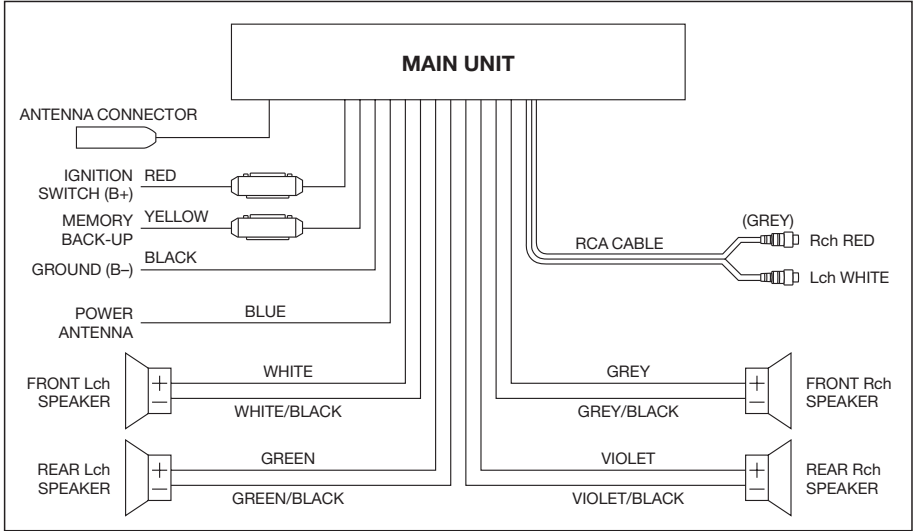 MAIN UNIT
ANTENNA CONNECTOR
IGNITION
SWITCH (B+)
RED
MEMORY
BACK-UP
YELLOW
GROUND (B–)
BLACK
POWER
ANTENNA
BLUE
(GREY)
RCA CABLE
Rch RED
Lch WHITE
FRONT Lch
SPEAKER
+
–
WHITE
WHITE/BLACK
GREY
GREY/BLACK
+
–
FRONT Rch
SPEAKER
REAR Lch
SPEAKER
+
–
GREEN
GREEN/BLACK
VIOLET
VIOLET/BLACK
+
–
REAR Rch
SPEAKER